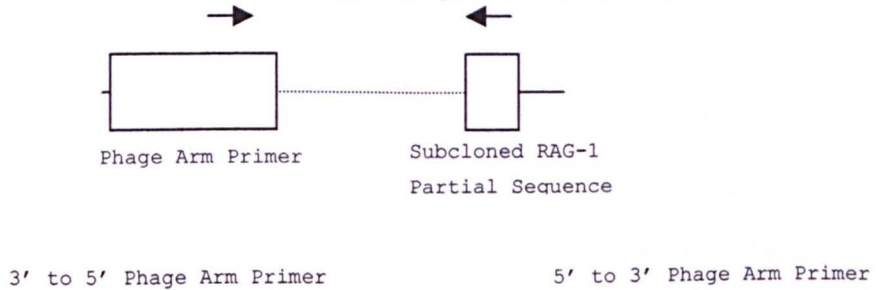 Phage Arm Primer
Subcloned RAG-1
Partial Sequence
3' to 5' Phage Arm Primer
5' to 3' Phage Arm Primer